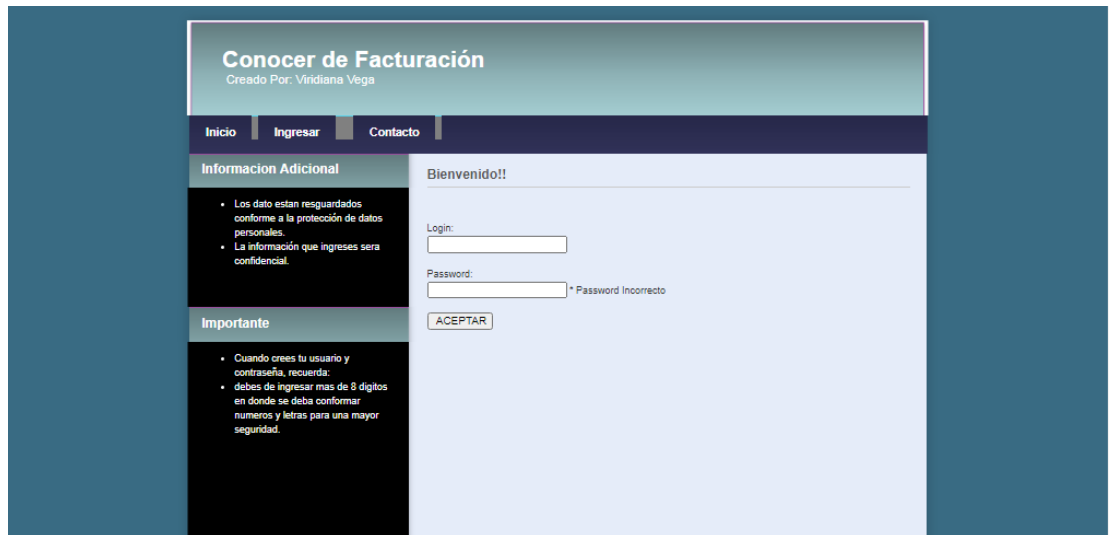 Conocer de Facturación
Creado Por: Viridiana Vega
Inicio Ingresar Contacto
Informacion Adicional
Los dato estan resguardados
conforme a la protección de datos
personales.
La información que ingreses sera
confidencial.
Importante
Cuando crees tu usuario y
contraseña, recuerda:
debes de ingresar mas de 8 digitos
en donde se deba conformar
numeros y letras para una mayor
seguridad.
Bienvenido!!
Login:
Password:
* Password Incorrecto
ACEPTAR